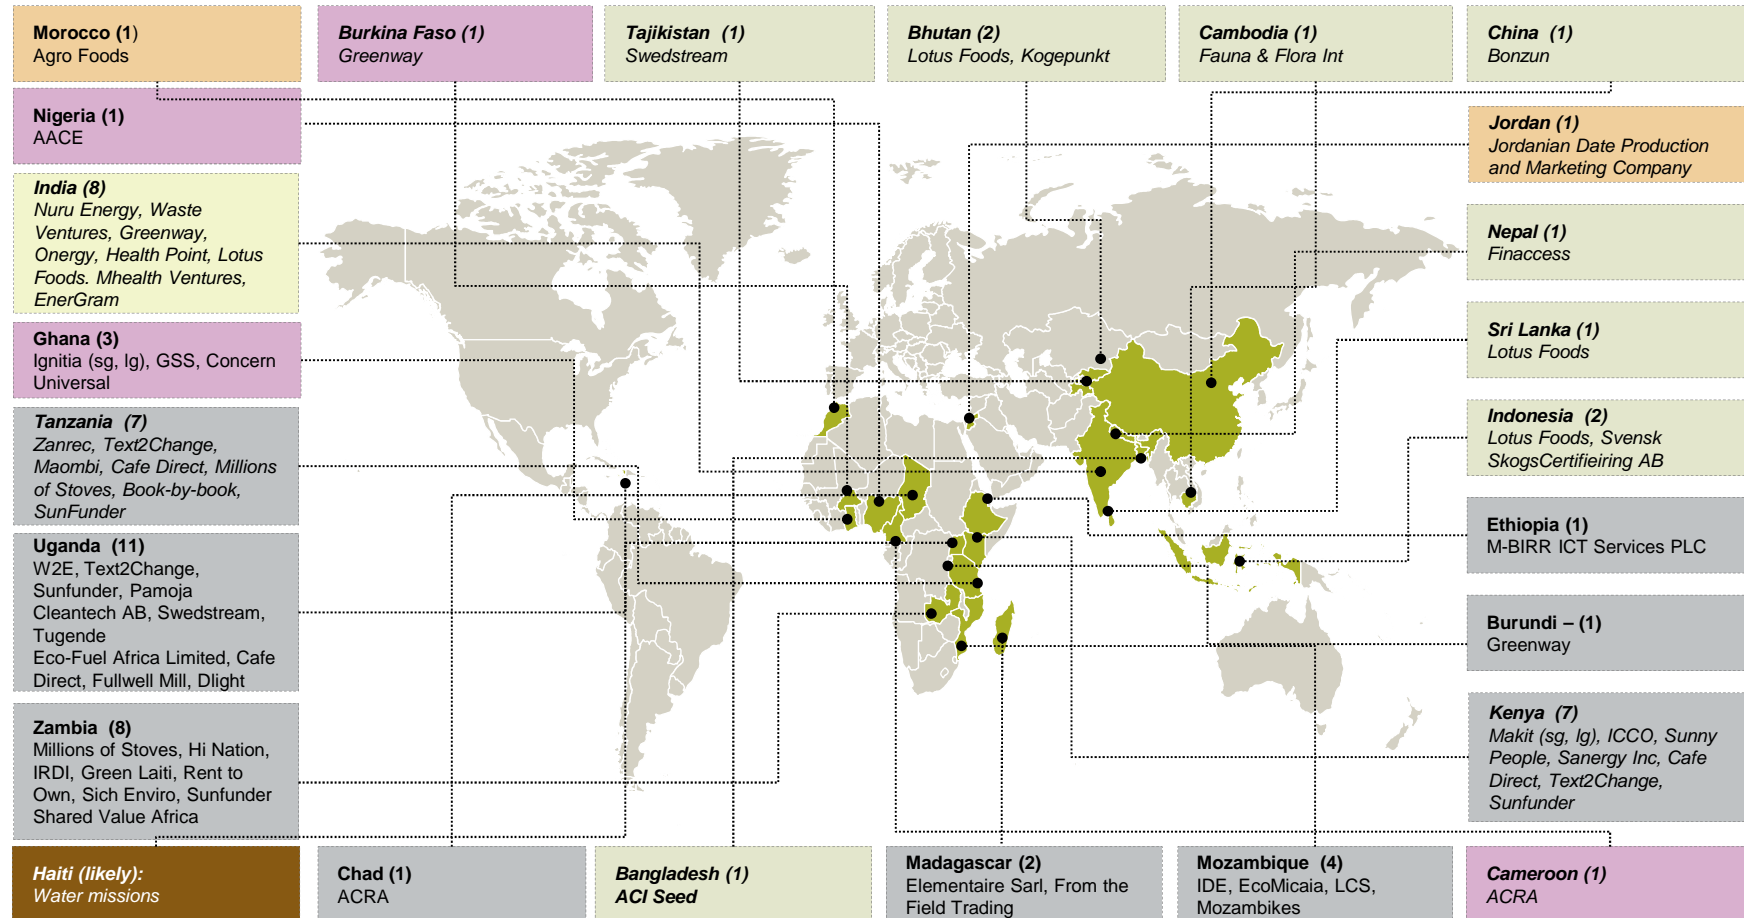 Morocco (1)
Agro Foods
Burkina Faso (1)
Greenway
Tajikistan (1)
Swedstream
Bhutan (2)
Lotus Foods, Kogepunkt
Cambodia (1)
Fauna & Flora Int
China (1)
Bonzun
Nigeria (1)
AACE
Jordan (1)
Jordanian Date Production
and Marketing Company
India (8)
Nuru Energy, Waste
Ventures, Greenway,
Onergy, Health Point, Lotus
Foods. Mhealth Ventures,
EnerGram
Nepal (1)
Finaccess
Ghana (3)
Ignitia (sg, lg), GSS, Concern
Universal
Sri Lanka (1)
Lotus Foods
Tanzania (7)
Zanrec, Text2Change,
Maombi, Cafe Direct, Millions
of Stoves, Book-by-book,
SunFunder
Indonesia (2)
Lotus Foods, Svensk
SkogsCertifieiring AB
Uganda (11)
W2E, Text2Change,
Sunfunder, Pamoja
Cleantech AB, Swedstream,
Tugende
Eco-Fuel Africa Limited, Cafe
Direct, Fullwell Mill, Dlight
Ethiopia (1)
M-BIRR ICT Services PLC
Burundi – (1)
Greenway
Zambia (8)
Millions of Stoves, Hi Nation,
IRDI, Green Laiti, Rent to
Own, Sich Enviro, Sunfunder
Shared Value Africa
Kenya (7)
Makit (sg, lg), ICCO, Sunny
People, Sanergy Inc, Cafe
Direct, Text2Change,
Sunfunder
Haiti (likely):
Water missions
Chad (1)
ACRA
Bangladesh (1)
ACI Seed
Madagascar (2)
Elementaire Sarl, From the
Field Trading
Mozambique (4)
IDE, EcoMicaia, LCS,
Mozambikes
Cameroon (1)
ACRA